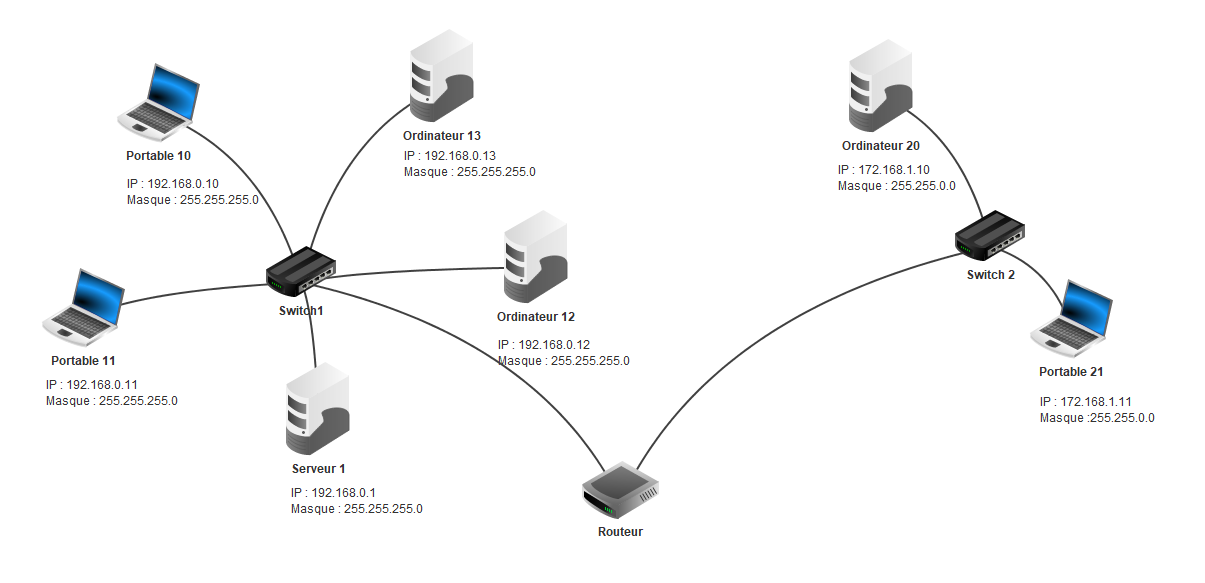 Ordinateur 13
IP : 192.168.0.13
Masque : 255.255.255.0
Ordinateur 20
IP : 172.168.1.10
Masque : 255.255.0.0
Portable 10
IP : 192.168.0.10
Masque : 255.255.255.0
Switch 2
Switch1
Ordinateur 12
IP : 192.168.0.12
Masque : 255.255.255.0
Portable 11
IP : 192.168.0.11
Masque : 255.255.255.0
Portable 21
IP : 172.168.1.11
Masque :255.255.0.0
Serveur 1
IP : 192.168.0.1
Masque : 255.255.255.0
Routeur